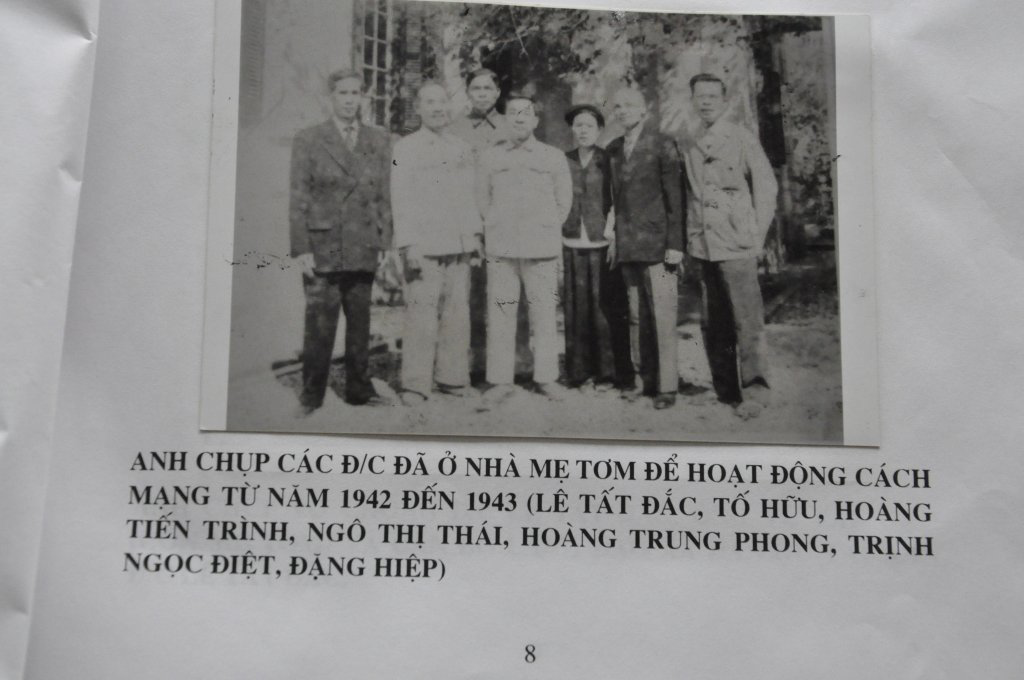 ANH CHỤP CÁC Đ/C ĐÃ Ở NHÀ MẸ TƠM ĐỂ HOẠT ĐỘNG CÁCH
MẠNG TỪ NĂM 1942 ĐẾN 1943 (LÊ TẤT ĐẮC, TỐ HỮU, HOÀNG
TIẾN TRÌNH, NGÔ THỊ THÁI, HOÀNG TRUNG PHONG, TRỊNH
NGỌC ĐIỆT, ĐẶNG HIỆP)
8